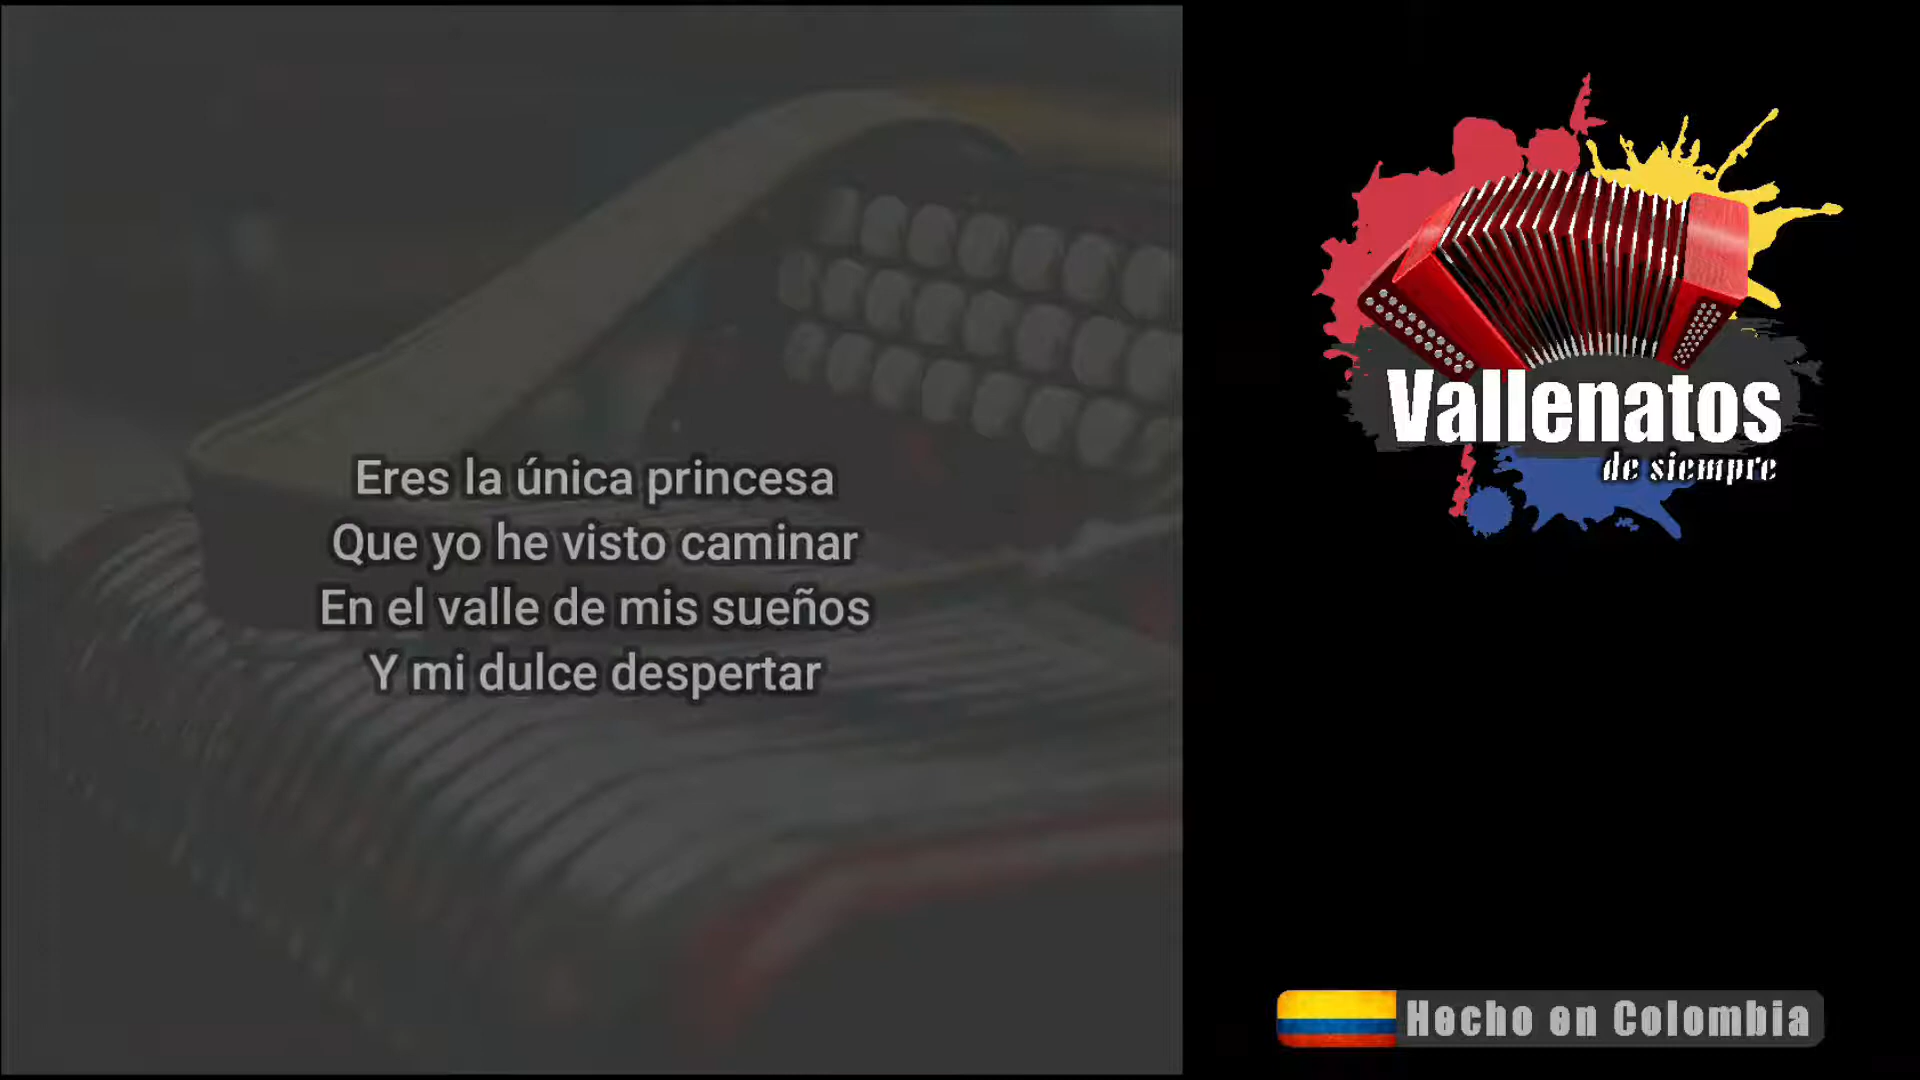 Eres la única princesa
Que yo he visto caminar
En el valle de mis sueños
Y mi dulce despertar
Vallenatos
de siempre
Hecho en Colombia